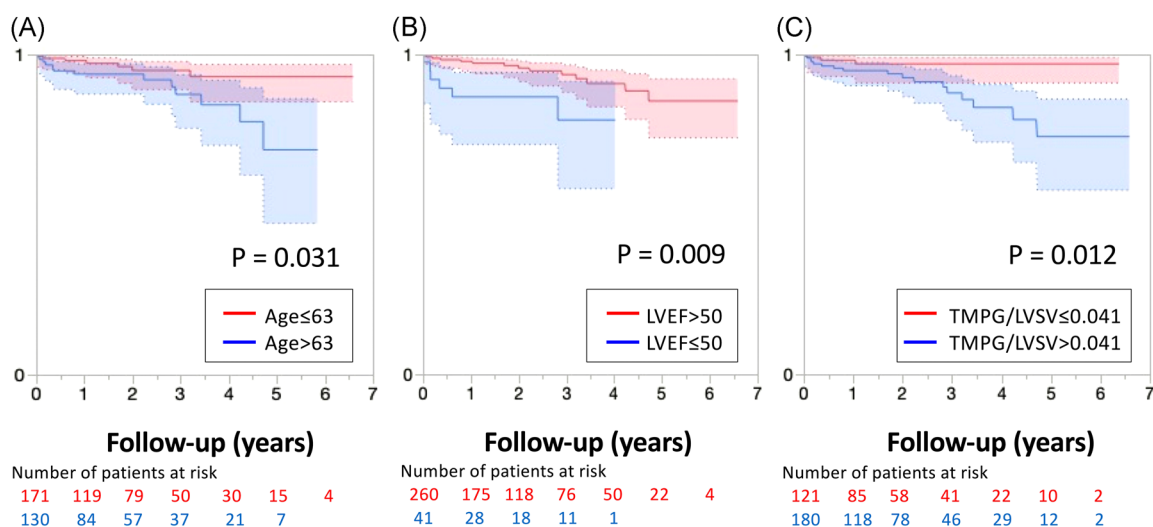 (A)
1
0
0 1 2 3 4 5 6 7
P = 0.031
Age≤63
Age>63
Follow-up (years)
Number of patients at risk
171 119 79 50 30 15 4
130 84 57 37 21 7
(B)
1
0
0 1 2 3 4 5 6 7
P = 0.009
LVEF>50
LVEF≤50
Follow-up (years)
Number of patients at risk
260 175 118 76 50 22 4
41 28 18 11 1
(C)
1
0
0 1 2 3 4 5 6 7
P = 0.012
TMPG/LVSV≤0.041
TMPG/LVSV>0.041
Follow-up (years)
Number of patients at risk
121 85 58 41 22 10 2
180 118 78 46 29 12 2